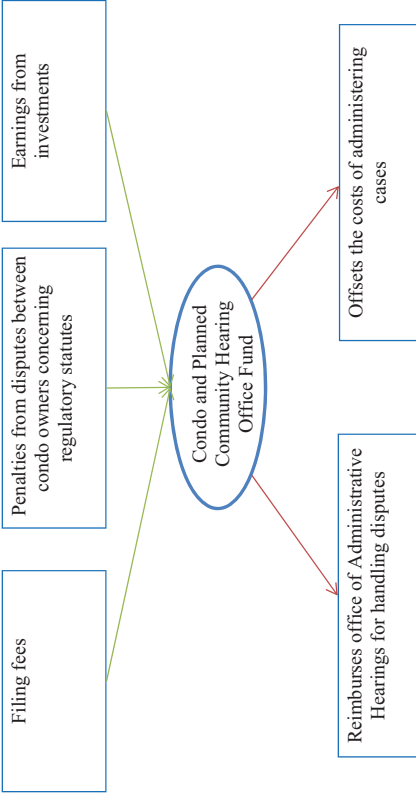 Filing fees
Penalties from disputes between
condo owners concerning
regulatory statutes
Earnings from
investments
Condo and Planned
Community Hearing
Office Fund
Reimburses office of Administrative
Hearings for handling disputes
Offsets the costs of administering
cases